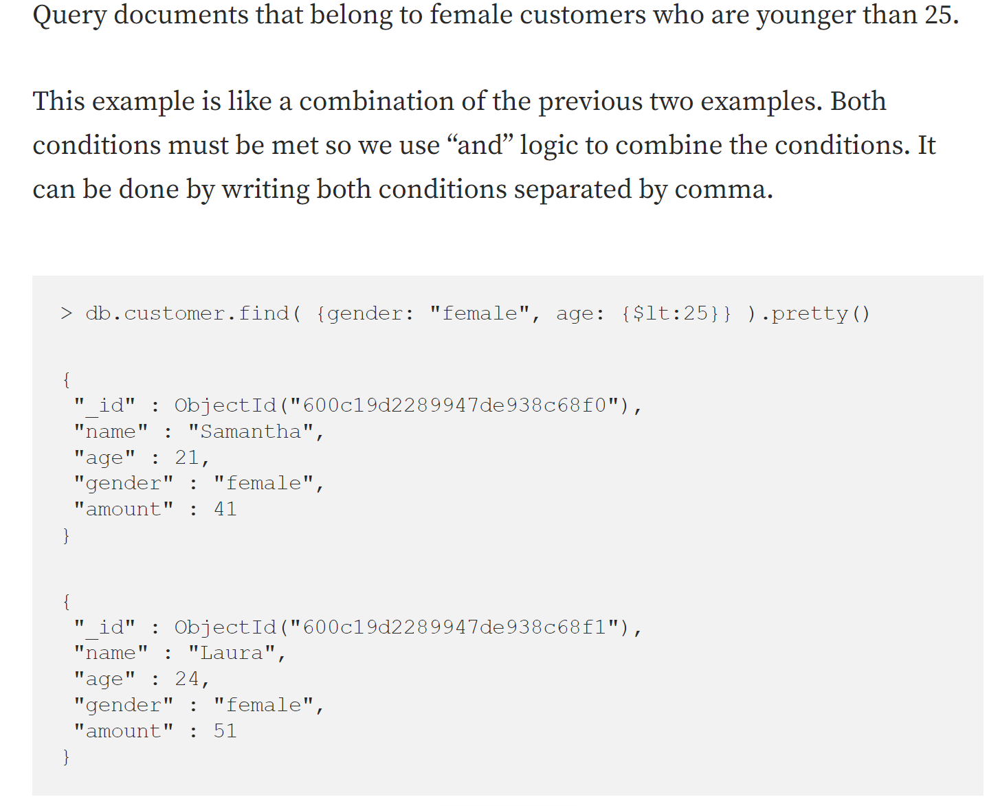 Query documents that belong to female customers who are younger than 25.
This example is like a combination of the previous two examples. Both
conditions must be met so we use “and” logic to combine the conditions. It
can be done by writing both conditions separated by comma.
> db.customer.find( {gender: "female", age: {$lt:25}} ).pretty()
{
"_id" : ObjectId("600c19d2289947de938c68f0"),
"name" : "Samantha",
"age" : 21,
"gender" : "female",
"amount" : 41
}
{
"_id" : ObjectId("600c19d2289947de938c68f1"),
"name" : "Laura",
"age" : 24,
"gender" : "female",
"amount" : 51
}